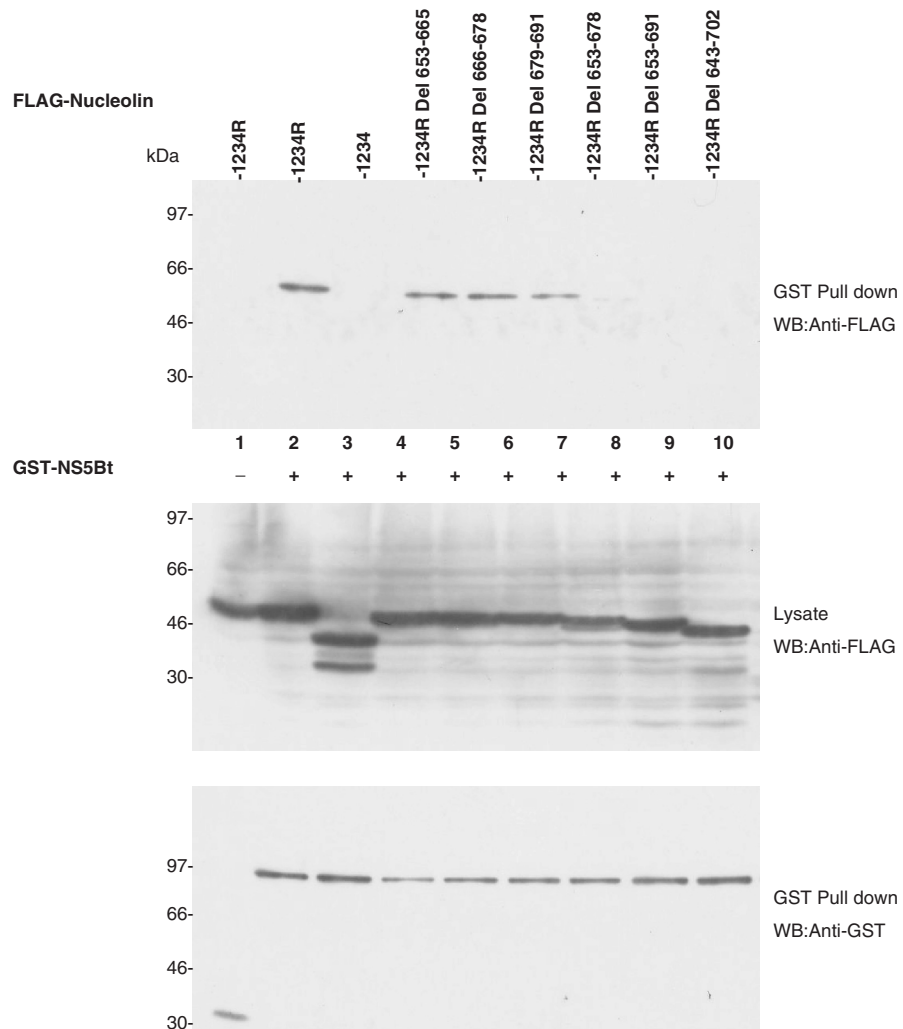 FLAG-Nucleolin
-1234R
-1234R
-1234
-1234R Del 653-665
-1234R Del 666-678
-1234R Del 679-691
-1234R Del 653-678
-1234R Del 653-691
-1234R Del 643-702
kDa
97-
66-
46-
30-
GST Pull down
WB:Anti-FLAG
1 2 3 4 5 6 7 8 9 10
GST-NS5Bt
– + + + + + + + + +
97-
66-
46-
30-
Lysate
WB:Anti-FLAG
97-
66-
46-
30-
GST Pull down
WB:Anti-GST